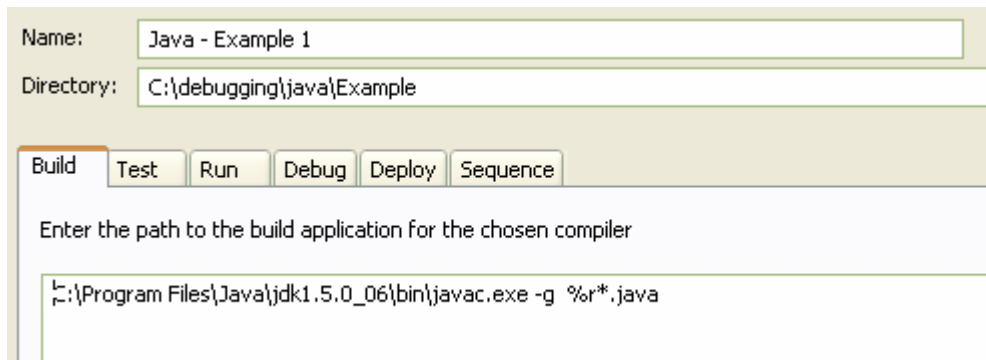 Name: Java - Example 1
Directory: C:\debugging\java\Example
Build Test Run Debug Deploy Sequence
Enter the path to the build application for the chosen compiler
C:\Program Files\Java\jdk1.5.0_06\bin\javac.exe -g  %r*.java